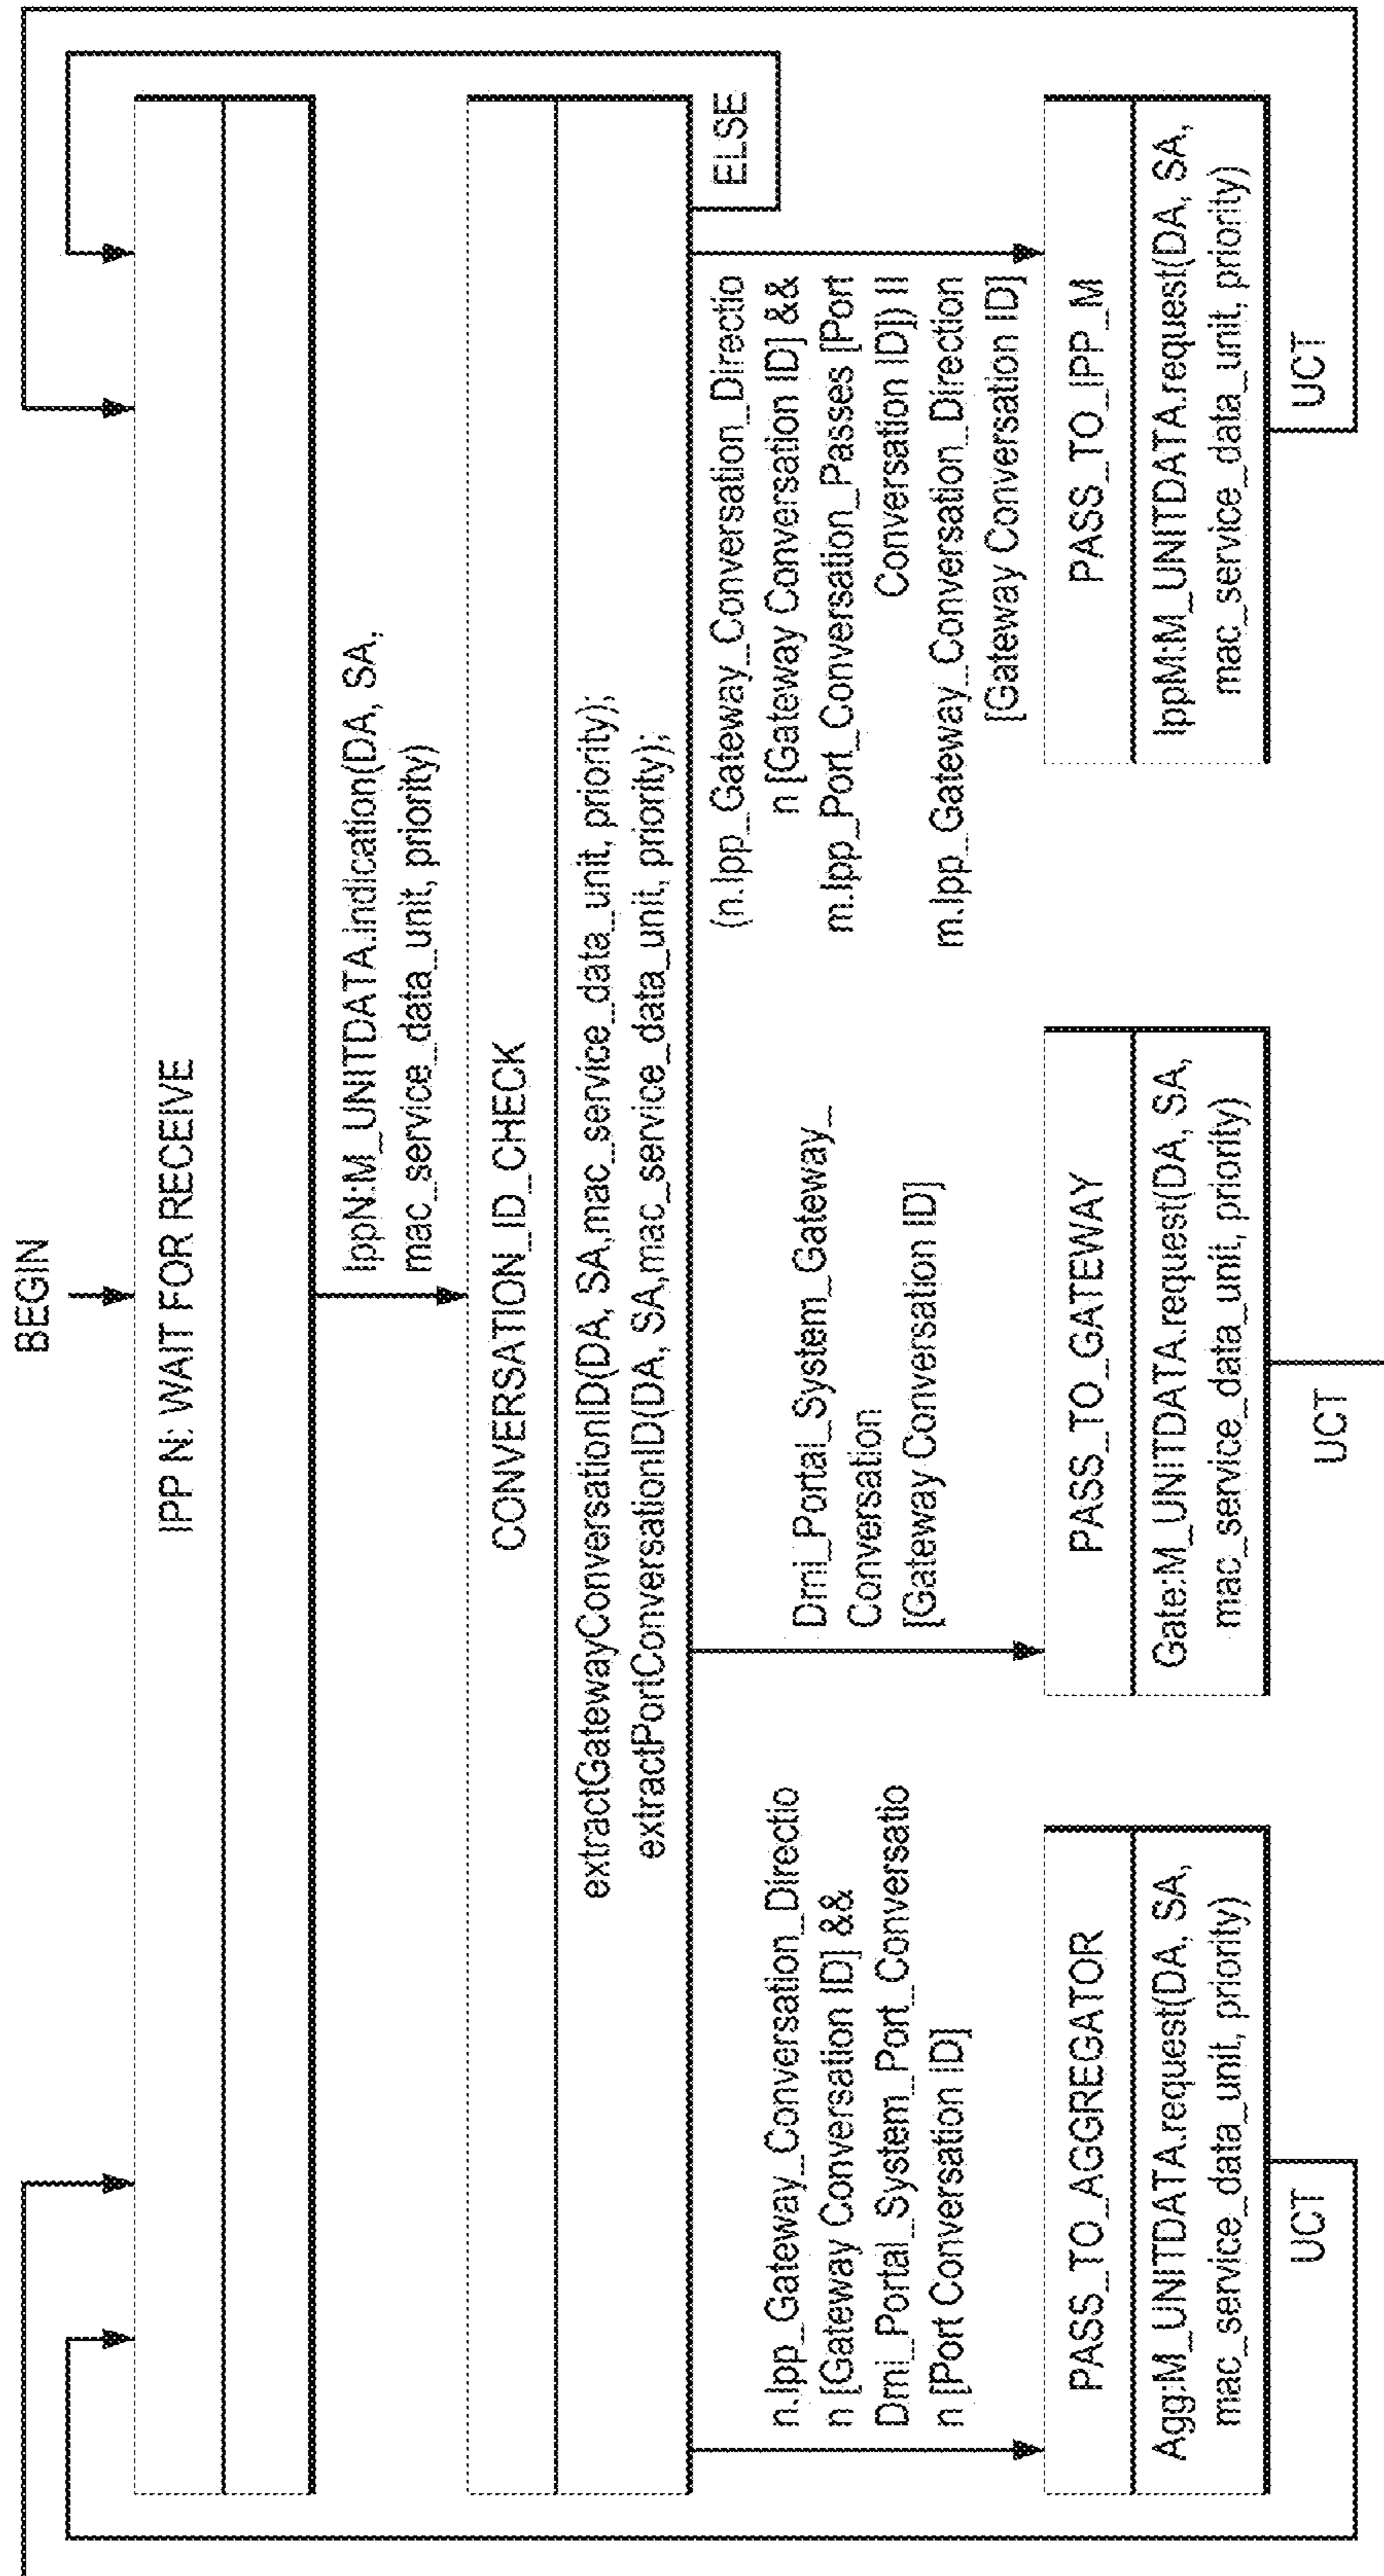 BEGIN
IPP N: WAIT FOR RECEIVE
IppN:M_UNITDATA.indication(DA, SA,
mac_service_data_unit, priority)
CONVERSATION_ID_CHECK
extractGatewayConversationID(DA, SA,mac_service_data_unit, priority);
extractPortConversationID(DA, SA,mac_service_data_unit, priority);
ELSE
n.Ipp_Gateway_Conversation_Directio
n [Gateway Conversation ID] &&
Drni_Portal_System_Port_Conversatio
n [Port Conversation ID]
Drni_Portal_System_Gateway_
Conversation
[Gateway Conversation ID]
(n.Ipp_Gateway_Conversation_Directio
n [Gateway Conversation ID] &&
m.Ipp_Port_Conversation_Passes [Port
Conversation ID]) ||
m.Ipp_Gateway_Conversation_Direction
[Gateway Conversation ID]
PASS_TO_AGGREGATOR
Agg:M_UNITDATA.request(DA, SA,
mac_service_data_unit, priority)
UCT
PASS_TO_GATEWAY
Gate:M_UNITDATA.request(DA, SA,
mac_service_data_unit, priority)
UCT
PASS_TO_IPP_M
IppM:M_UNITDATA.request(DA, SA,
mac_service_data_unit, priority)
UCT